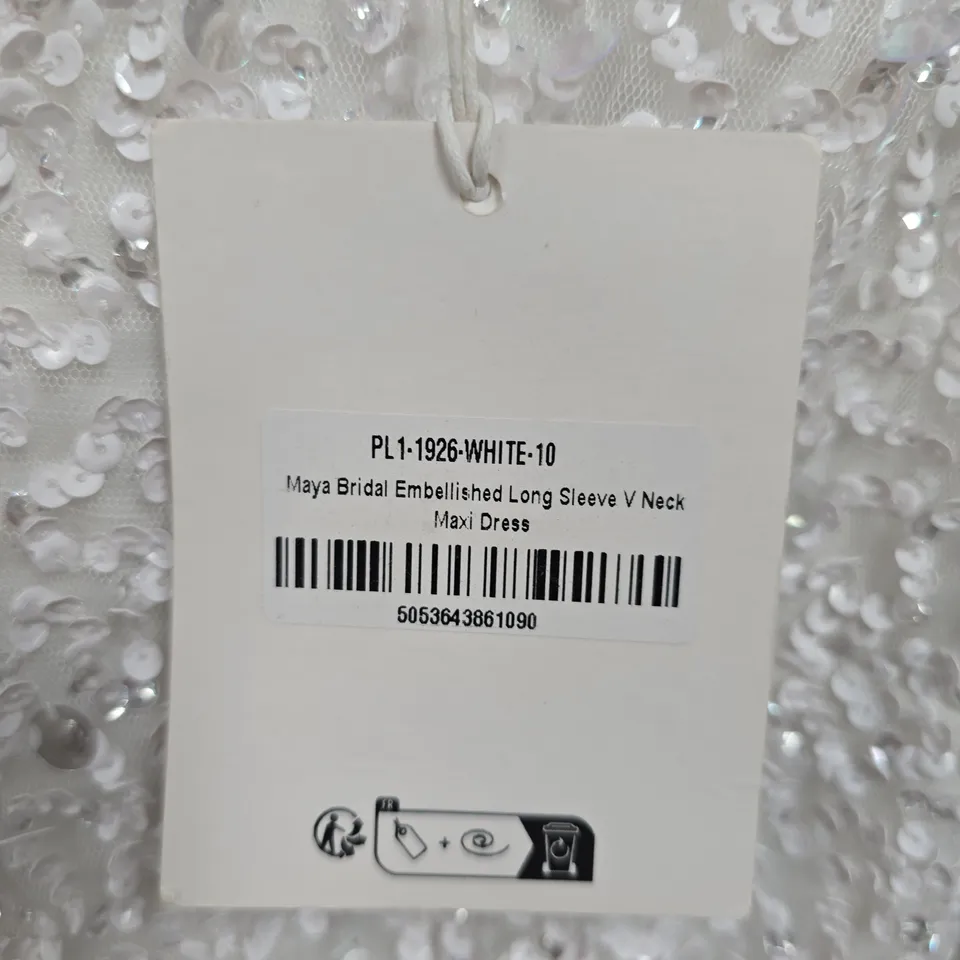 PL1-1926-WHITE-10
Maya Bridal Embellished Long Sleeve V Neck
Maxi Dress
5053643861090
FR
+